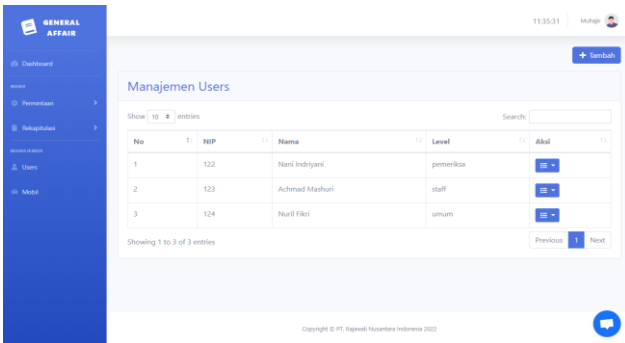 GENERAL
AFFAIR
11:35:31 Muhajir
Dashboard
Permintaan
Rekapitulasi
Users
Mobil
+ Tambah
Manajemen Users
Show 10 entries
Search:
No NIP Nama Level Aksi
1 122 Nani Indriyani pemeriksa
2 123 Achmad Mashuri staff
3 124 Nuril Fikri umum
Showing 1 to 3 of 3 entries
Previous 1 Next
Copyright © PT. Rajawali Nusantara Indonesia 2022